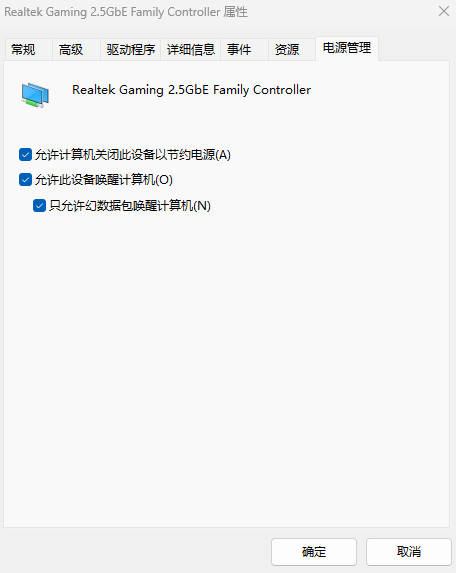 Realtek Gaming 2.5GbE Family Controller 属性
常规 高级 驱动程序 详细信息 事件 资源 电源管理
Realtek Gaming 2.5GbE Family Controller
允许计算机关闭此设备以节约电源(A)
允许此设备唤醒计算机(O)
只允许幻数据包唤醒计算机(N)
确定 取消